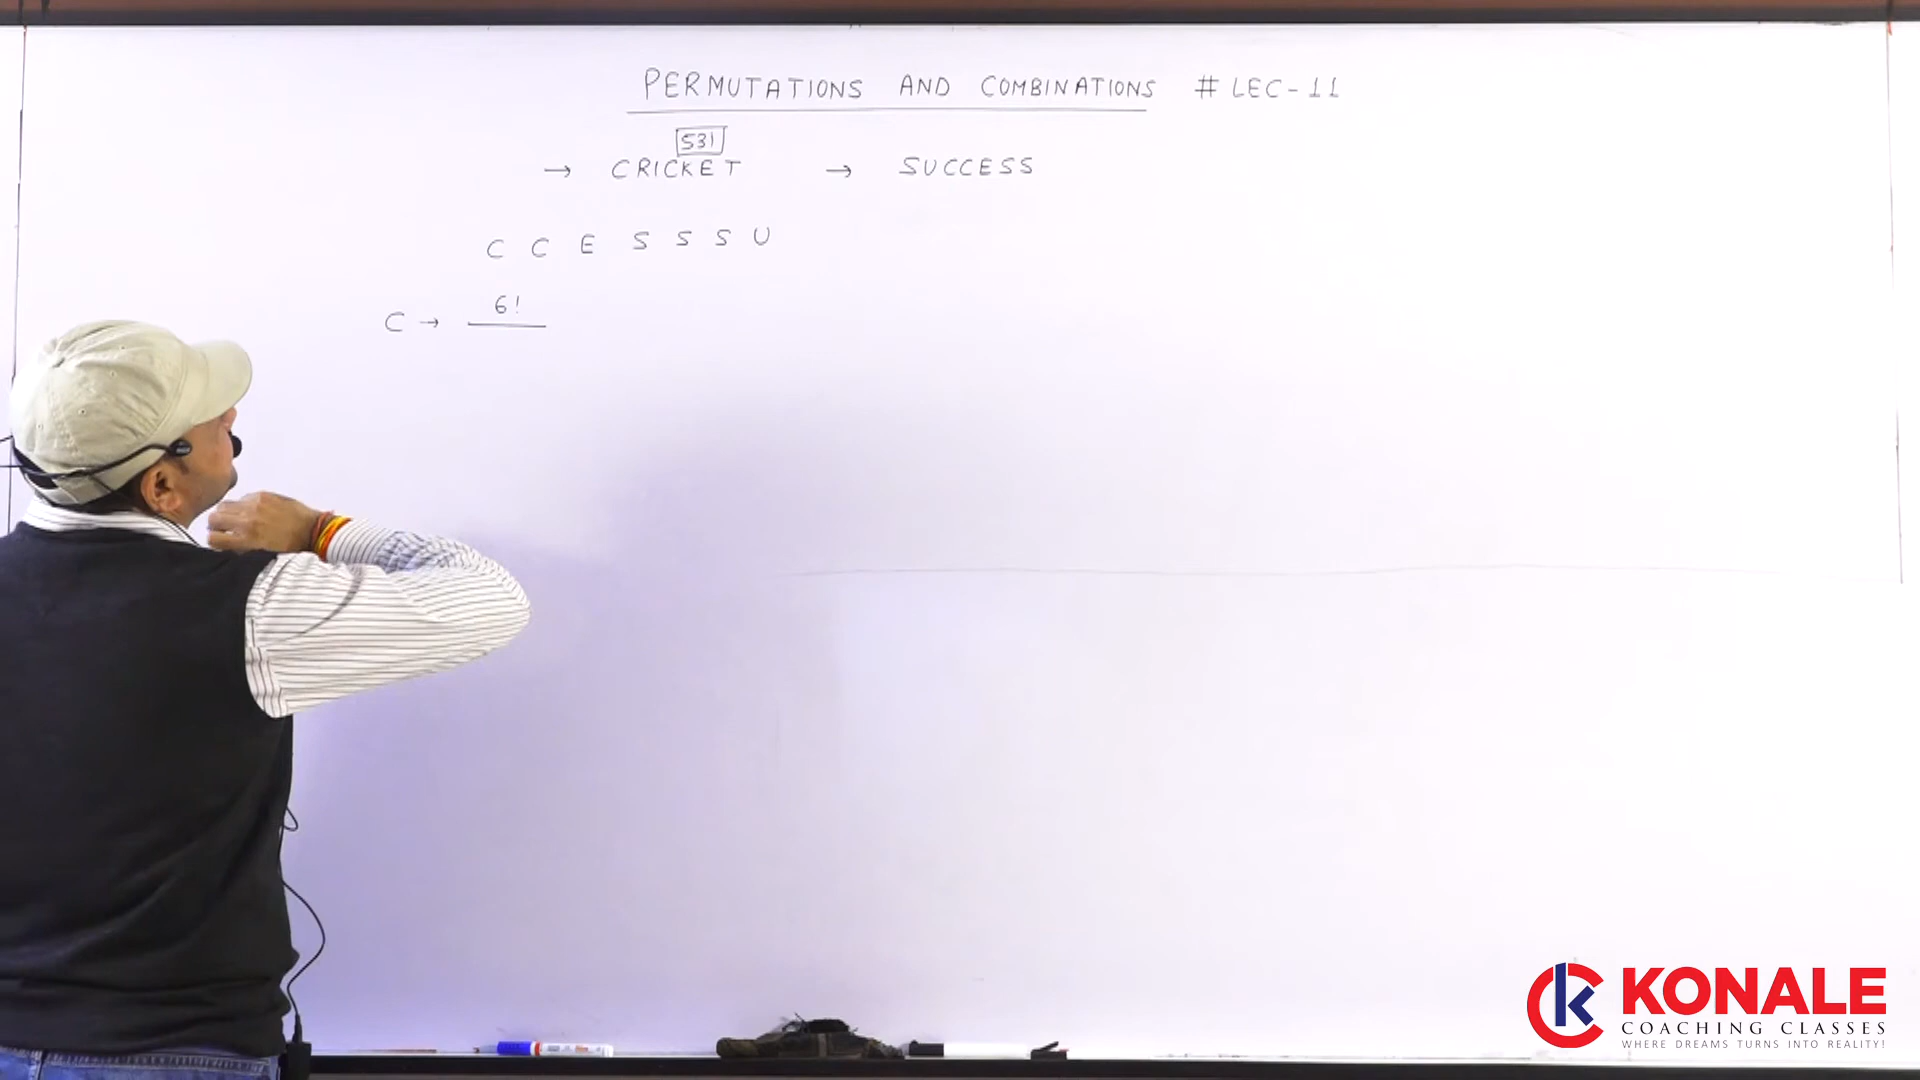 PERMUTATIONS AND COMBINATIONS # LEC-11
531
→ CRICKET → SUCCESS
C C E S S S U
C → 6!
KONALE
COACHING CLASSES
WHERE DREAMS TURNS INTO REALITY!